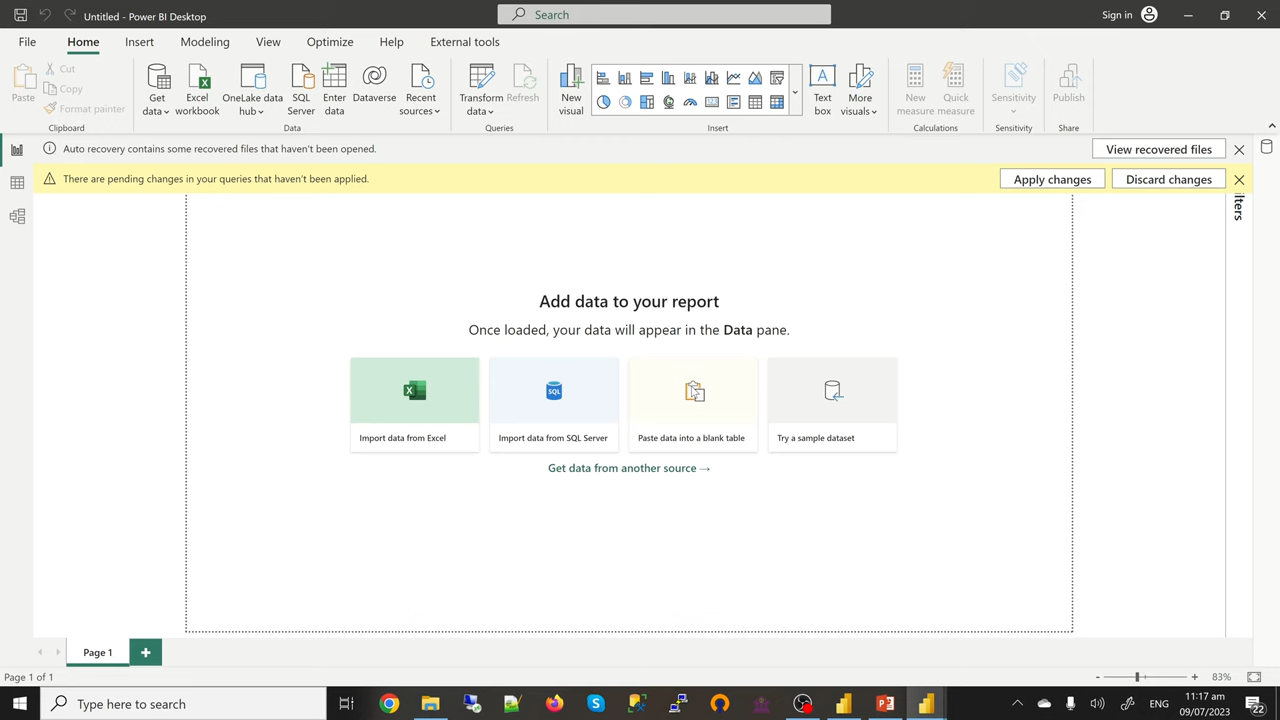 Untitled - Power BI Desktop
Search
Sign in
File Home Insert Modeling View Optimize Help External tools
Paste
Cut
Copy
Format painter
Clipboard
Get data
Excel workbook
OneLake data hub
SQL Server
Enter data
Dataverse
Recent sources
Data
Transform data
Refresh
Queries
New visual
Text box
More visuals
Insert
New measure
Quick measure
Calculations
Sensitivity
Sensitivity
Publish
Share
Auto recovery contains some recovered files that haven't been opened.
View recovered files
There are pending changes in your queries that haven't been applied.
Apply changes
Discard changes
Add data to your report
Once loaded, your data will appear in the Data pane.
SQL
Import data from Excel
Import data from SQL Server
Paste data into a blank table
Try a sample dataset
Get data from another source →
Page 1
Page 1 of 1
83%
Type here to search
ENG
11:17 am
09/07/2023
22